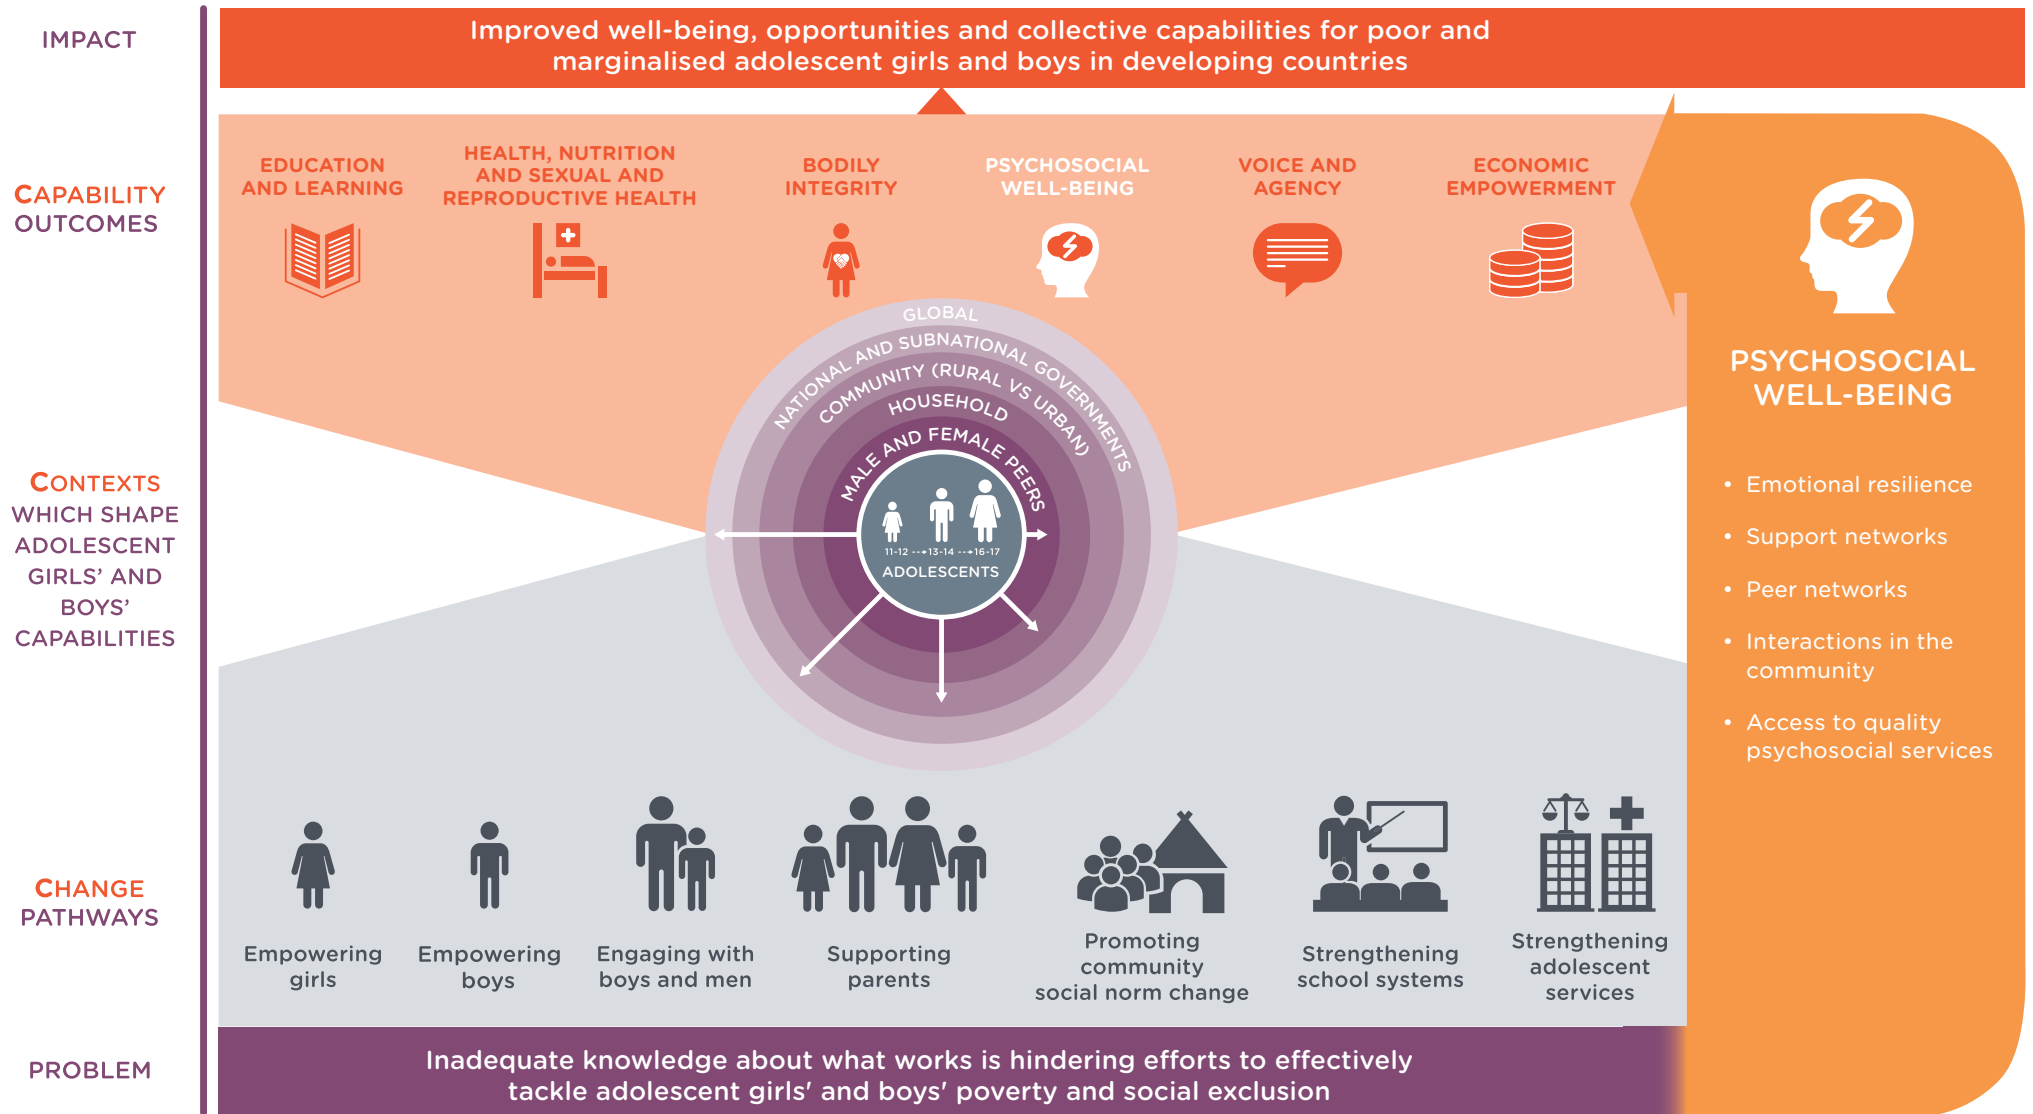 IMPACT
Improved well-being, opportunities and collective capabilities for poor and
marginalised adolescent girls and boys in developing countries
CAPABILITY
OUTCOMES
EDUCATION
AND LEARNING
HEALTH, NUTRITION
AND SEXUAL AND
REPRODUCTIVE HEALTH
BODILY
INTEGRITY
PSYCHOSOCIAL
WELL-BEING
VOICE AND
AGENCY
ECONOMIC
EMPOWERMENT
CONTEXTS
WHICH SHAPE
ADOLESCENT
GIRLS’ AND
BOYS’
CAPABILITIES
GLOBAL
NATIONAL AND SUBNATIONAL GOVERNMENTS
COMMUNITY (RURAL VS URBAN)
HOUSEHOLD
MALE AND FEMALE PEERS
11-12 --→ 13-14 --→ 16-17
ADOLESCENTS
PSYCHOSOCIAL
WELL-BEING
• Emotional resilience
• Support networks
• Peer networks
• Interactions in the
community
• Access to quality
psychosocial services
CHANGE
PATHWAYS
Empowering
girls
Empowering
boys
Engaging with
boys and men
Supporting
parents
Promoting
community
social norm change
Strengthening
school systems
Strengthening
adolescent
services
PROBLEM
Inadequate knowledge about what works is hindering efforts to effectively
tackle adolescent girls' and boys' poverty and social exclusion